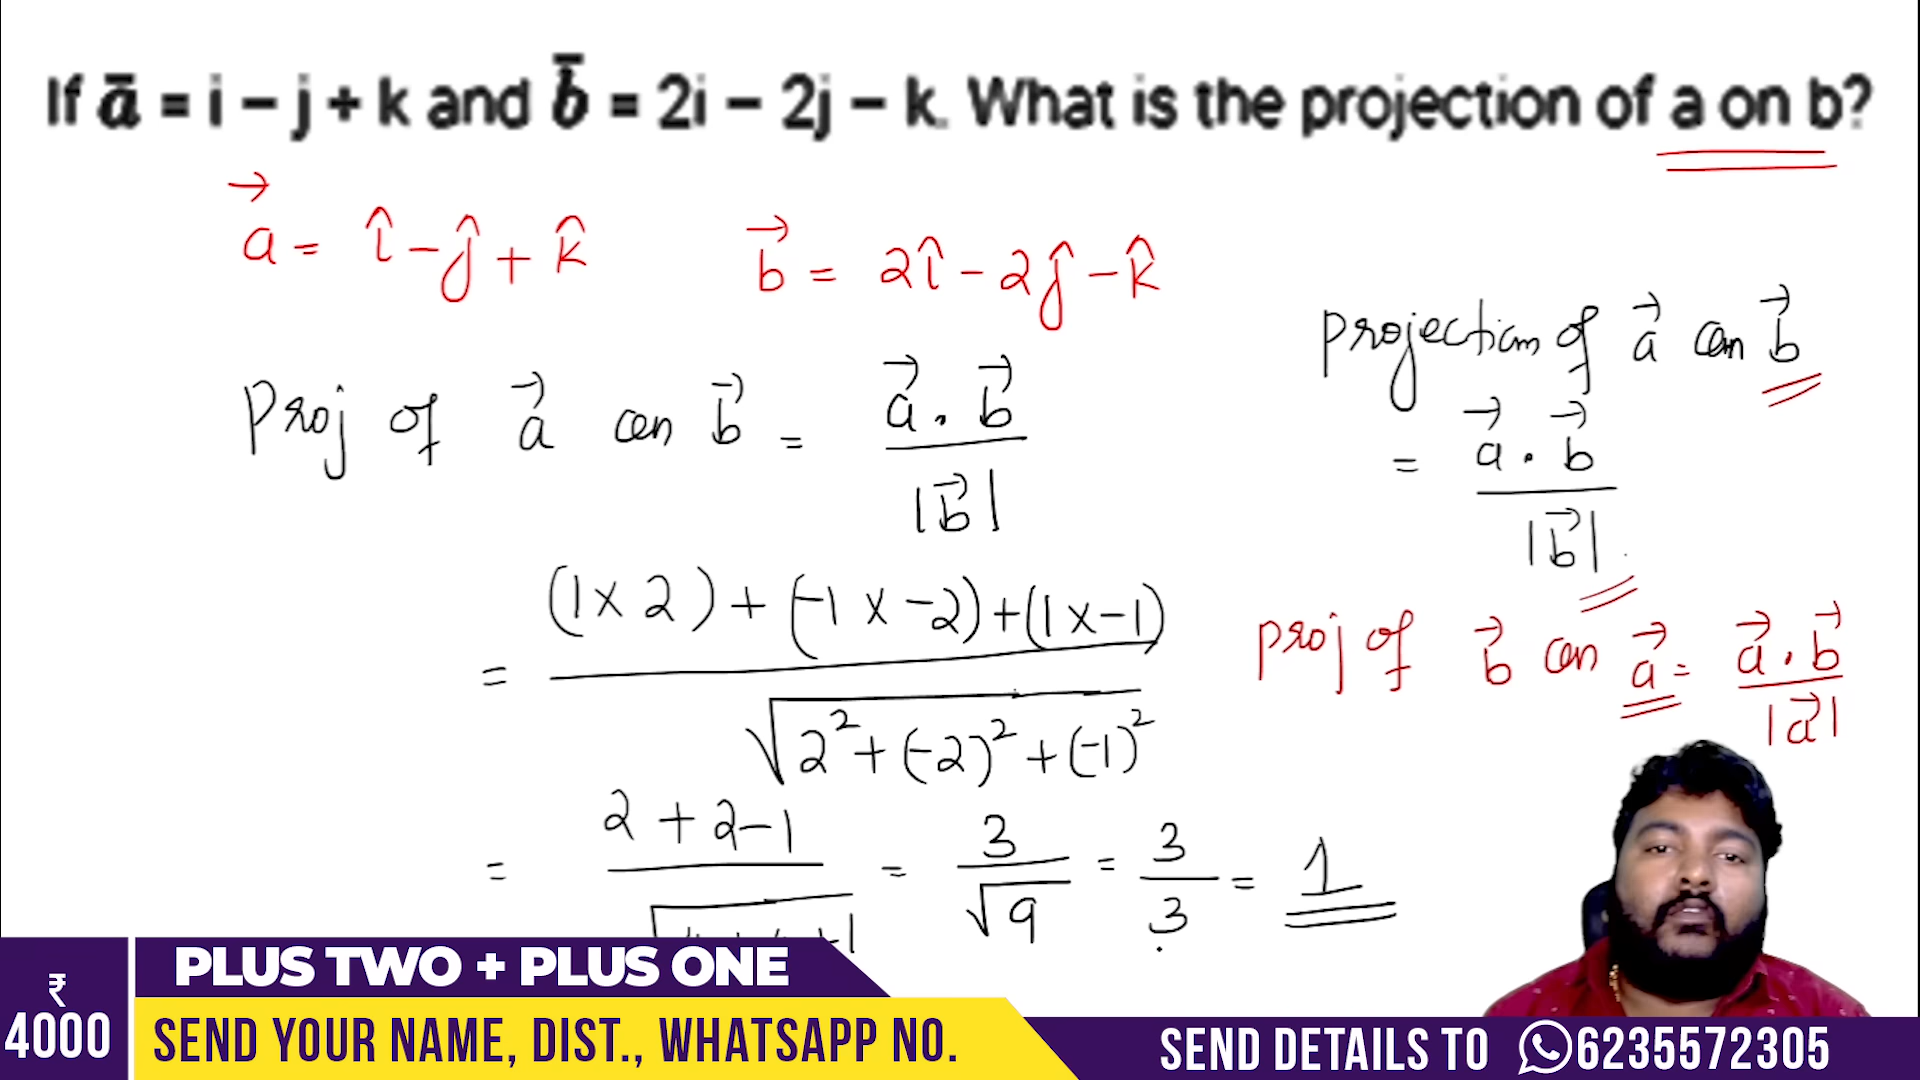 If a̅ = i − j + k and b̅ = 2i − 2j − k. What is the projection of a on b?
a⃗ = î − ĵ + k̂
b⃗ = 2î − 2ĵ − k̂
Proj of a⃗ on b⃗ = a⃗ . b⃗ / |b⃗|
= (1 × 2) + (−1 × −2) + (1 × −1) / √2² + (−2)² + (−1)²
= 2 + 2 − 1
= 3 / √9 = 3 / 3 = 1
projection of a⃗ on b⃗
= a⃗ . b⃗ / |b⃗|
proj of b⃗ on a⃗ = a⃗ . b⃗ / |a⃗|
₹
4000
PLUS TWO + PLUS ONE
SEND YOUR NAME, DIST., WHATSAPP NO.
SEND DETAILS TO 6235572305